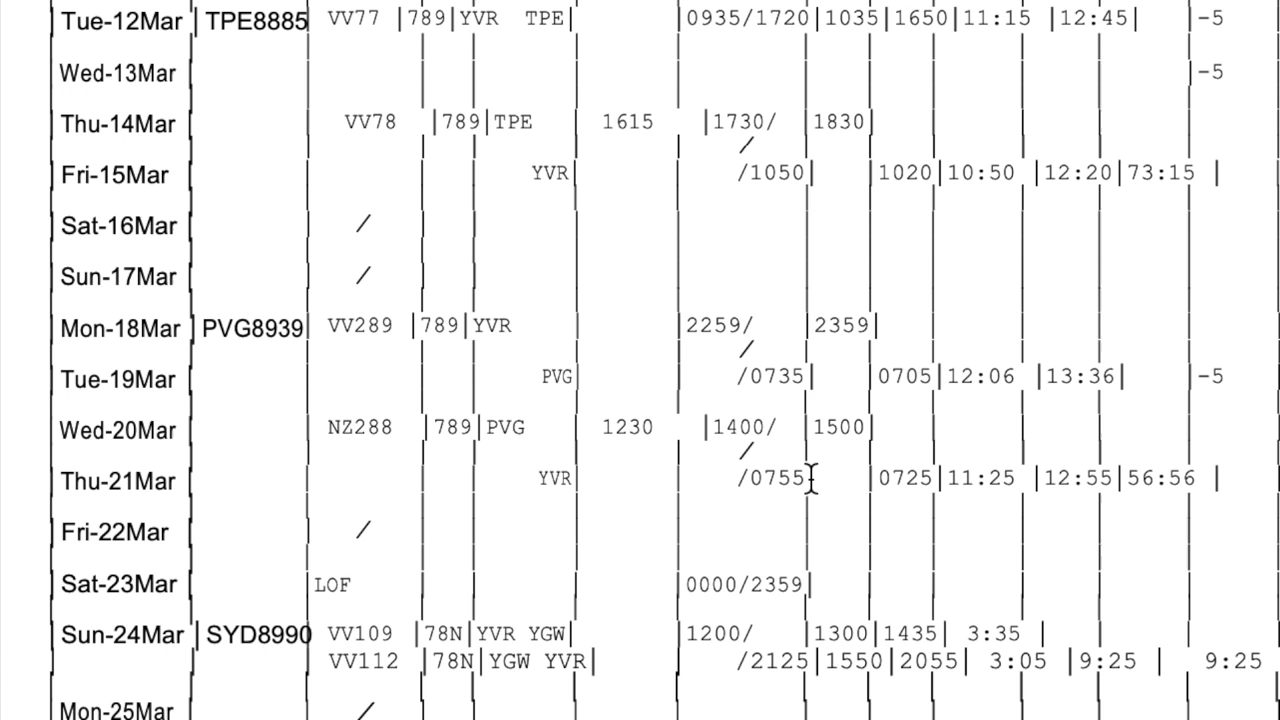 Tue-12Mar | TPE8885 VV77 |789|YVR TPE| 0935/1720|1035|1650|11:15 |12:45| -5
Wed-13Mar -5
Thu-14Mar VV78 |789|TPE 1615 |1730/ 1830|
/
Fri-15Mar YVR| /1050| 1020|10:50 |12:20|73:15 |
Sat-16Mar /
Sun-17Mar /
Mon-18Mar | PVG8939 VV289 |789|YVR 2259/ |2359|
/
Tue-19Mar PVG| /0735| 0705|12:06 |13:36| -5
Wed-20Mar NZ288 |789|PVG 1230 |1400/ 1500|
/
Thu-21Mar YVR| /0755 0725|11:25 |12:55|56:56 |
Fri-22Mar /
Sat-23Mar LOF 0000/2359|
Sun-24Mar | SYD8990 VV109 |78N|YVR YGW| 1200/ |1300|1435| 3:35 |
VV112 |78N|YGW YVR| /2125|1550|2055| 3:05 |9:25 | 9:25
Mon-25Mar /